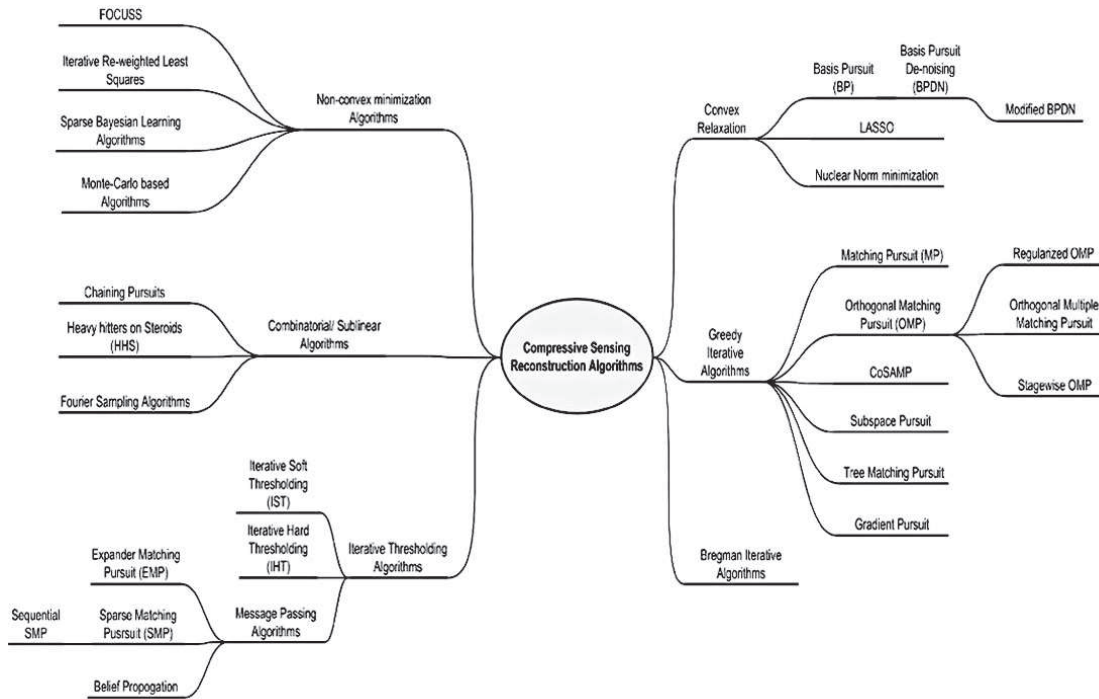 FOCUSS
Iterative Re-weighted Least
Squares
Sparse Bayesian Learning
Algorithms
Monte-Carlo based
Algorithms
Non-convex minimization
Algorithms
Chaining Pursuits
Heavy hitters on Steroids
(HHS)
Fourier Sampling Algorithms
Combinatorial/ Sublinear
Algorithms
Iterative Soft
Thresholding
(IST)
Iterative Hard
Thresholding
(IHT)
Iterative Thresholding
Algorithms
Expander Matching
Pursuit (EMP)
Sequential
SMP
Sparse Matching
Pusrsuit (SMP)
Message Passing
Algorithms
Belief Propogation
Compressive Sensing
Reconstruction Algorithms
Convex
Relaxation
Basis Pursuit
(BP)
Basis Pursuit
De-noising
(BPDN)
Modified BPDN
LASSO
Nuclear Norm minimization
Greedy
Iterative
Algorithms
Matching Pursuit (MP)
Orthogonal Matching
Pursuit (OMP)
Regularized OMP
Orthogonal Multiple
Matching Pursuit
Stagewise OMP
CoSAMP
Subspace Pursuit
Tree Matching Pursuit
Gradient Pursuit
Bregman Iterative
Algorithms